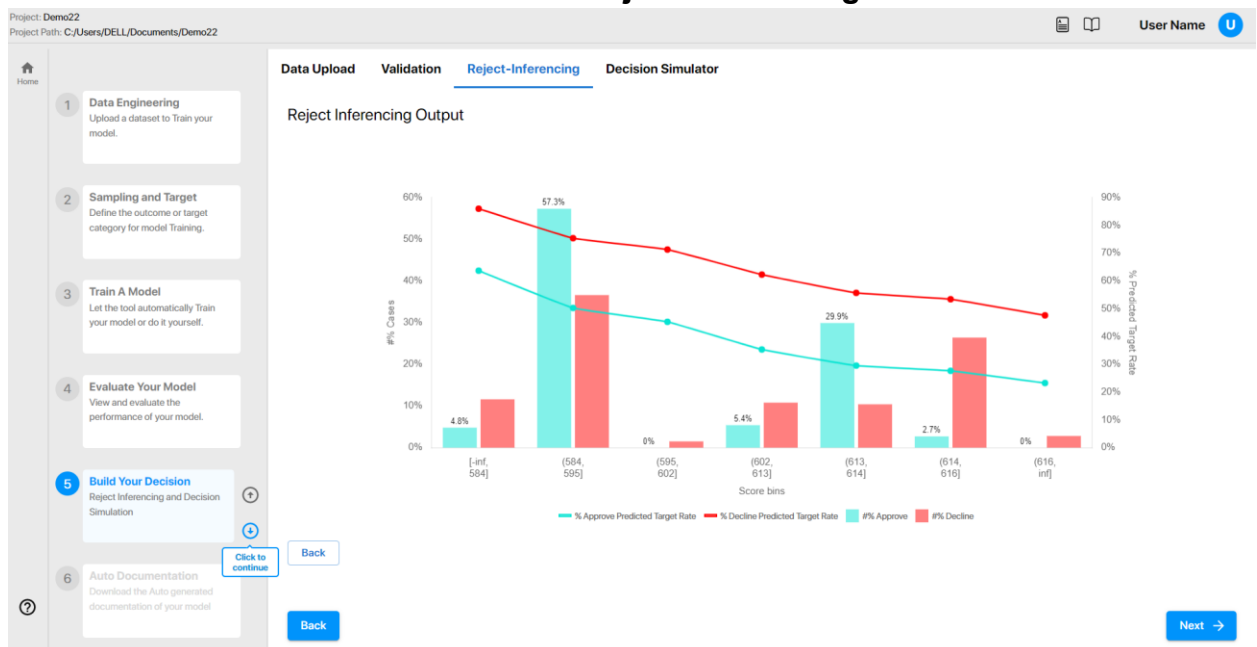 Project: Demo22
Project Path: C:/Users/DELL/Documents/Demo22
User Name
U
Home
Data Upload Validation Reject-Inferencing Decision Simulator
Reject Inferencing Output
1
Data Engineering
Upload a dataset to Train your
model.
2
Sampling and Target
Define the outcome or target
category for model Training.
3
Train A Model
Let the tool automatically Train
your model or do it yourself.
4
Evaluate Your Model
View and evaluate the
performance of your model.
5
Build Your Decision
Reject Inferencing and Decision
Simulation
Click to
continue
6
Auto Documentation
Download the Auto generated
documentation of your model
60%
50%
40%
30%
20%
10%
0%
#% Cases
57.3%
4.8%
0%
5.4%
29.9%
2.7%
0%
90%
80%
70%
60%
50%
40%
30%
20%
10%
0%
% Predicted Target Rate
[-inf,
584]
(584,
595]
(595,
602]
(602,
613]
(613,
614]
(614,
616]
(616,
inf]
Score bins
% Approve Predicted Target Rate % Decline Predicted Target Rate #% Approve #% Decline
Back
Back
Next